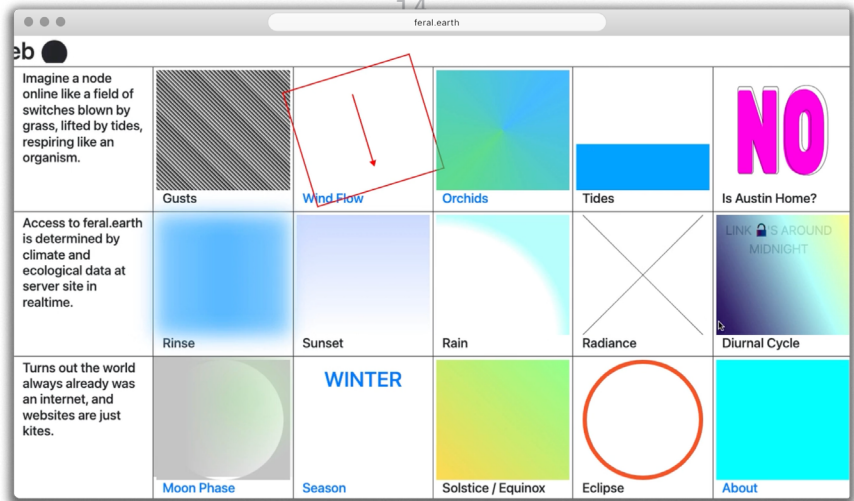 14
feral.earth
eb
Imagine a node
online like a field of
switches blown by
grass, lifted by tides,
respiring like an
organism.
Gusts
Wind Flow
Orchids
Tides
NO
Is Austin Home?
Access to feral.earth
is determined by
climate and
ecological data at
server site in
realtime.
Rinse
Sunset
Rain
Radiance
LINK 🔒'S AROUND
MIDNIGHT
Diurnal Cycle
Turns out the world
always already was
an internet, and
websites are just
kites.
Moon Phase
WINTER
Season
Solstice / Equinox
Eclipse
About